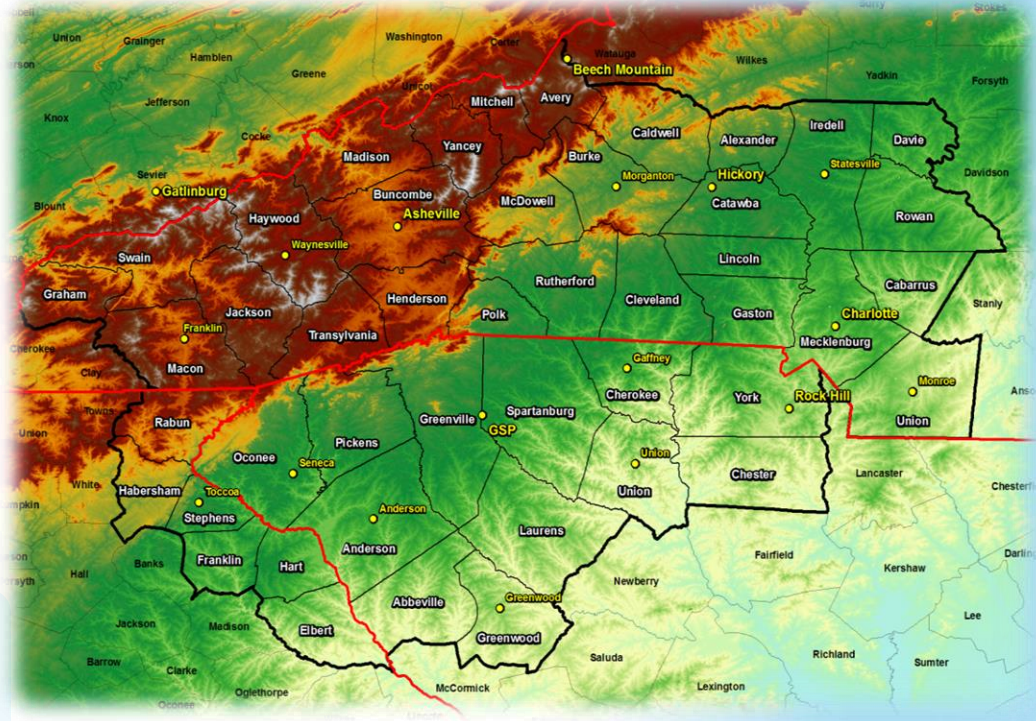 Surry
Stokes
Union
Grainger
Hamblen
Washington
Carter
Watauga
Wilkes
Greene
Beech Mountain
Yadkin
Forsyth
Unicoi
Jefferson
Mitchell
Avery
Knox
Cocke
Iredell
Caldwell
Alexander
Davie
Madison
Yancey
Burke
Statesville
Sevier
Gatlinburg
Morganton
Hickory
Davidson
Buncombe
McDowell
Catawba
Blount
Asheville
Haywood
Rowan
Waynesville
Swain
Lincoln
Rutherford
Cabarrus
Graham
Henderson
Cleveland
Stanly
Jackson
Polk
Gaston
Charlotte
Franklin
Transylvania
Mecklenburg
Cherokee
Gaffney
Clay
Macon
Monroe
Cherokee
York
Rock Hill
Towns
Greenville
Spartanburg
Rabun
GSP
Union
Union
Pickens
Oconee
Seneca
Union
Lancaster
Chester
White
Habersham
Toccoa
Union
Stephens
Anderson
Laurens
Anderson
Fairfield
Banks
Franklin
Hart
Kershaw
Hall
Newberry
Abbeville
Greenwood
Lee
Jackson
Madison
Elbert
Greenwood
Saluda
Richland
Sumter
Barrow
Clarke
McCormick
Lexington
Oglethorpe
Oconee